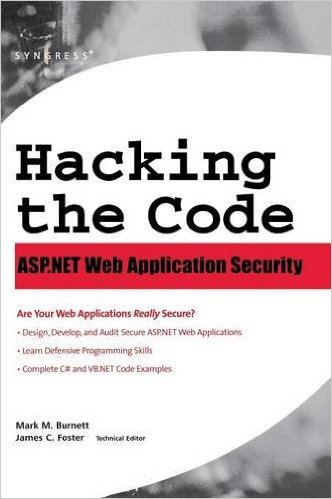 SYNGRESS®
Hacking
the Code
ASP.NET Web Application Security
Are Your Web Applications Really Secure?
• Design, Develop, and Audit Secure ASP.NET Web Applications
• Learn Defensive Programming Skills
• Complete C# and VB.NET Code Examples
Mark M. Burnett
James C. Foster Technical Editor